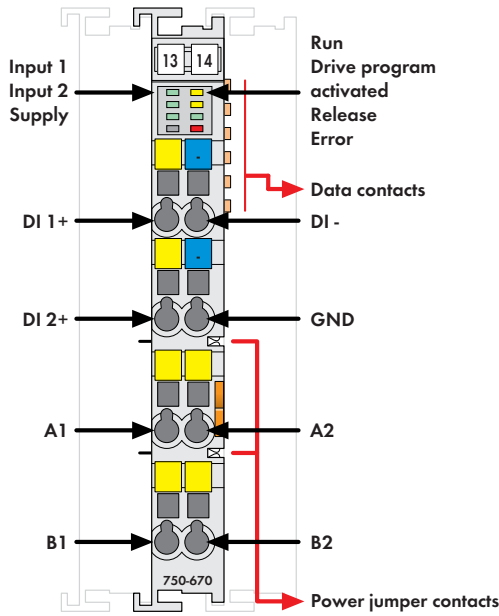 13 14
Input 1
Input 2
Supply
Run
Drive program
activated
Release
Error
Data contacts
- 
DI 1+
DI -
-
DI 2+
GND
A1
A2
B1
B2
750-670
Power jumper contacts